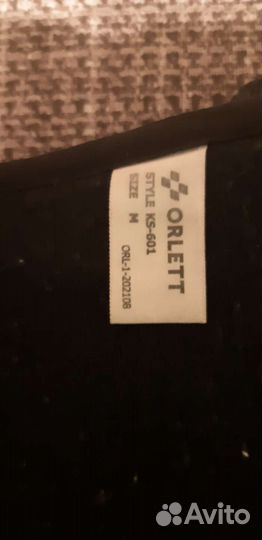 ORLETT
STYLE KS-601
SIZE M
ORL-1-202108
Avito